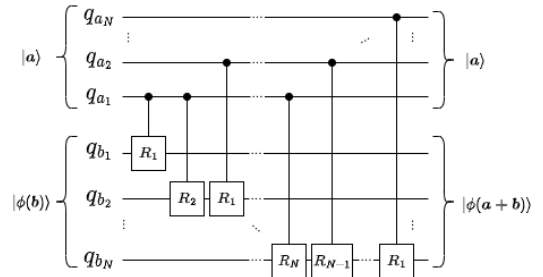 q_{a_N}
|a⟩ q_{a_2} |a⟩
q_{a_1}
q_{b_1} R_1
|ϕ(b)⟩ q_{b_2} R_2 R_1 |ϕ(a + b)⟩
q_{b_N} R_N R_{N−1} R_1